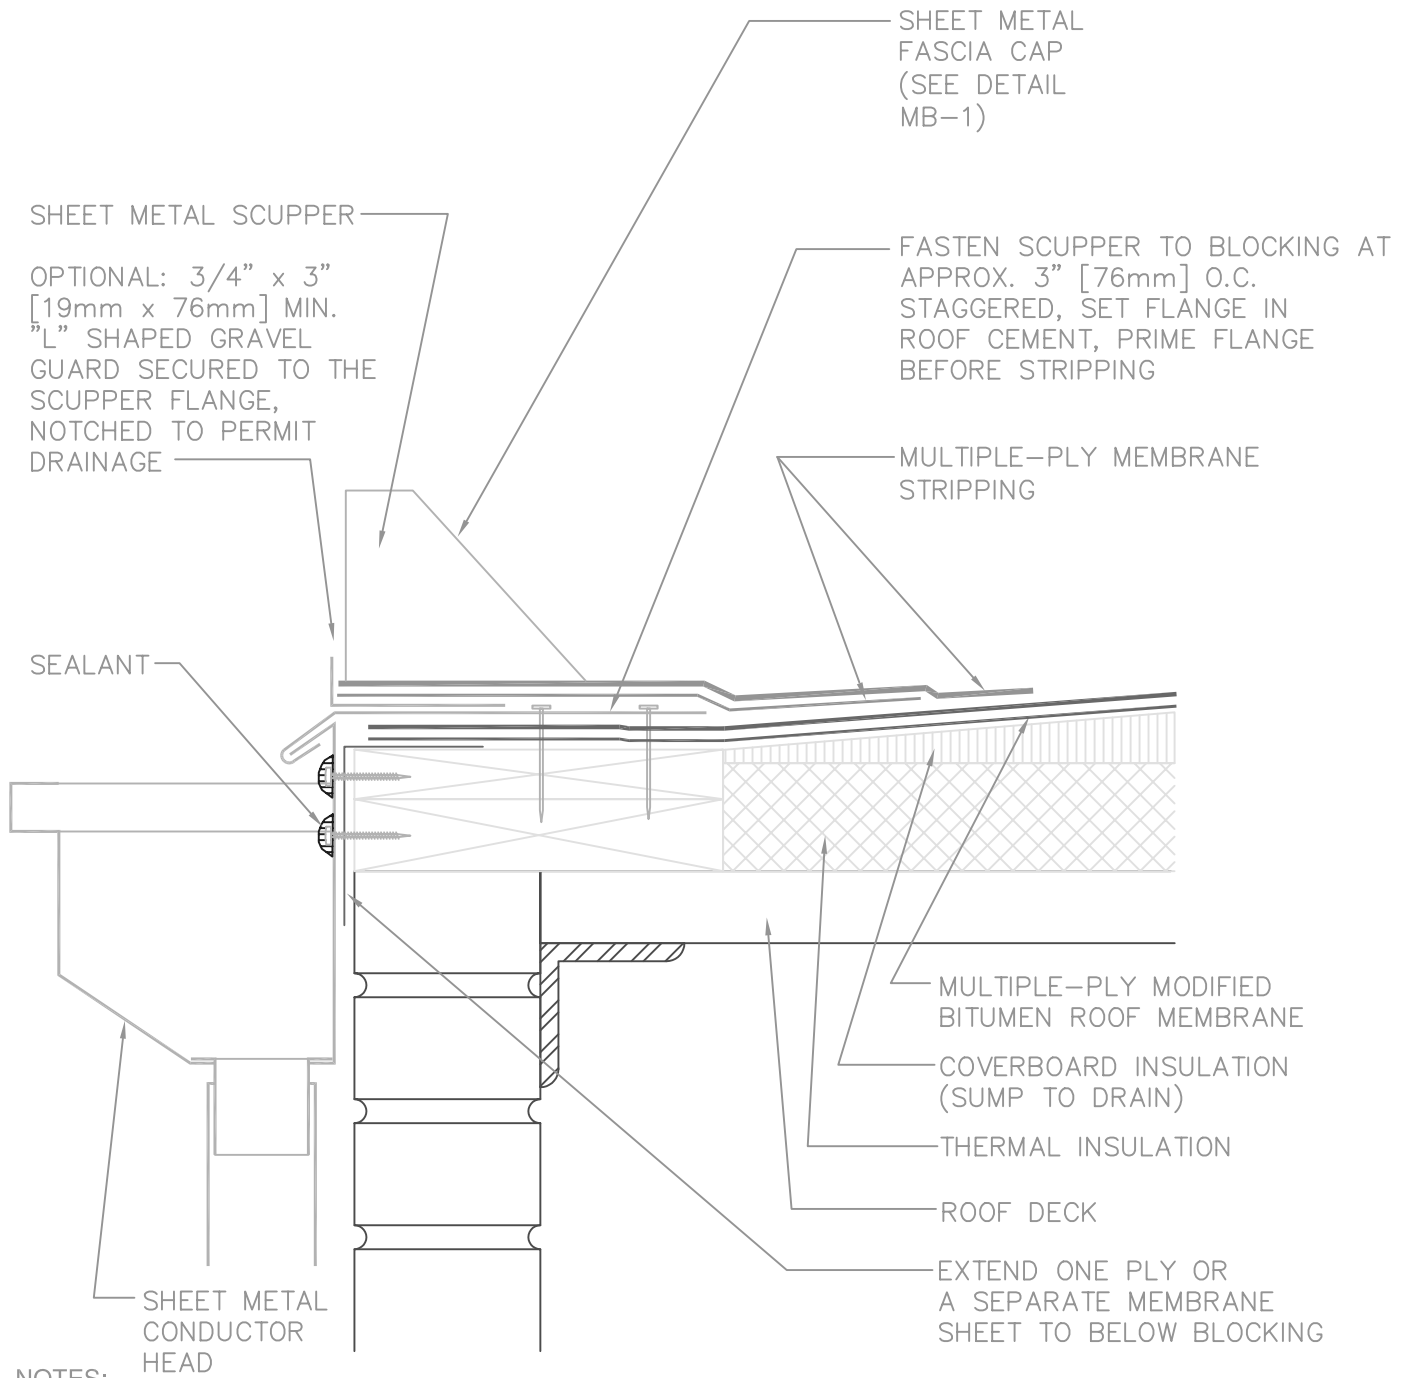 SHEET METAL
FASCIA CAP
(SEE DETAIL
MB-1)
SHEET METAL SCUPPER
OPTIONAL: 3/4” x 3”
[19mm x 76mm] MIN.
”L” SHAPED GRAVEL
GUARD SECURED TO THE
SCUPPER FLANGE,
NOTCHED TO PERMIT
DRAINAGE
FASTEN SCUPPER TO BLOCKING AT
APPROX. 3” [76mm] O.C.
STAGGERED, SET FLANGE IN
ROOF CEMENT, PRIME FLANGE
BEFORE STRIPPING
MULTIPLE-PLY MEMBRANE
STRIPPING
SEALANT
MULTIPLE-PLY MODIFIED
BITUMEN ROOF MEMBRANE
COVERBOARD INSULATION
(SUMP TO DRAIN)
THERMAL INSULATION
ROOF DECK
EXTEND ONE PLY OR
A SEPARATE MEMBRANE
SHEET TO BELOW BLOCKING
SHEET METAL
CONDUCTOR
HEAD
NOTES: